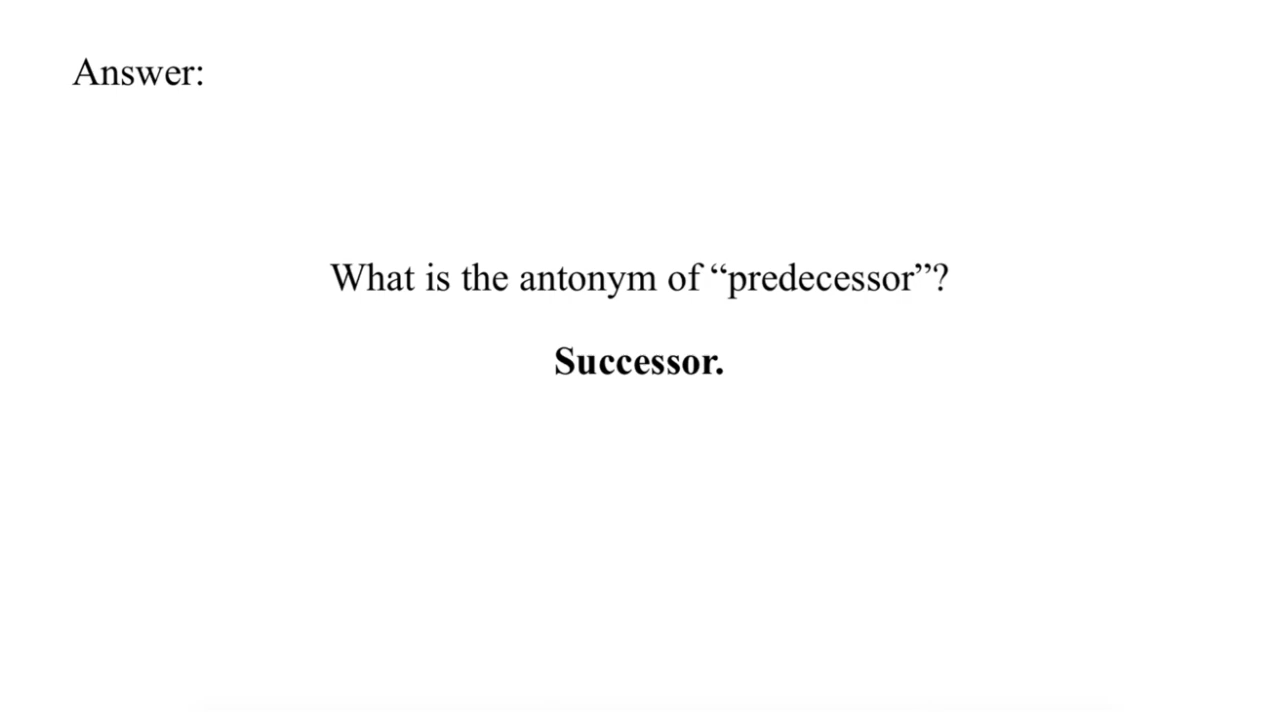 Answer:
What is the antonym of “predecessor”?
Successor.